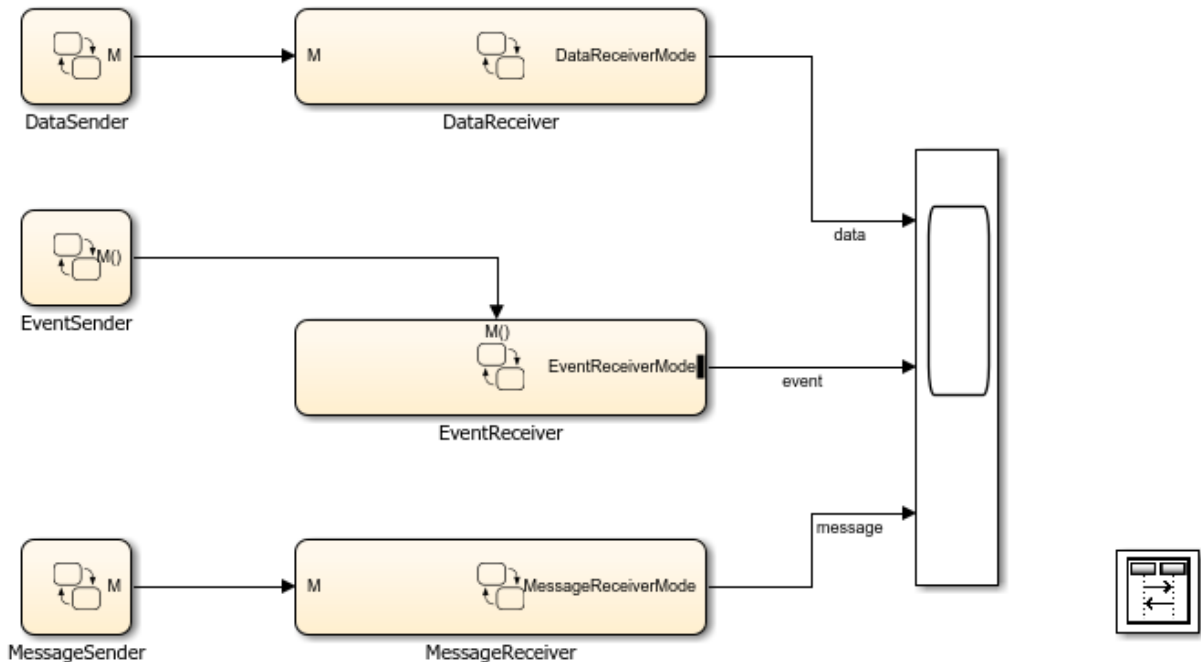 M
DataSender
M
DataReceiverMode
DataReceiver
data
M()
EventSender
M()
EventReceiverMode
EventReceiver
event
M
MessageSender
M
MessageReceiverMode
MessageReceiver
message